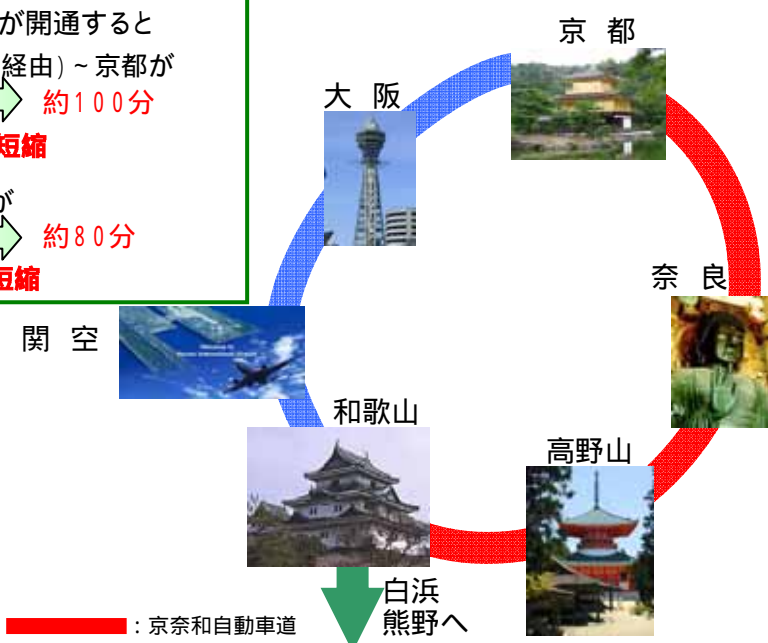 が開通すると
経由)~京都が
約100分
短縮
が
約80分
短縮
京 都
大 阪
奈 良
関 空
和歌山
高野山
白浜
熊野へ
:京奈和自動車道